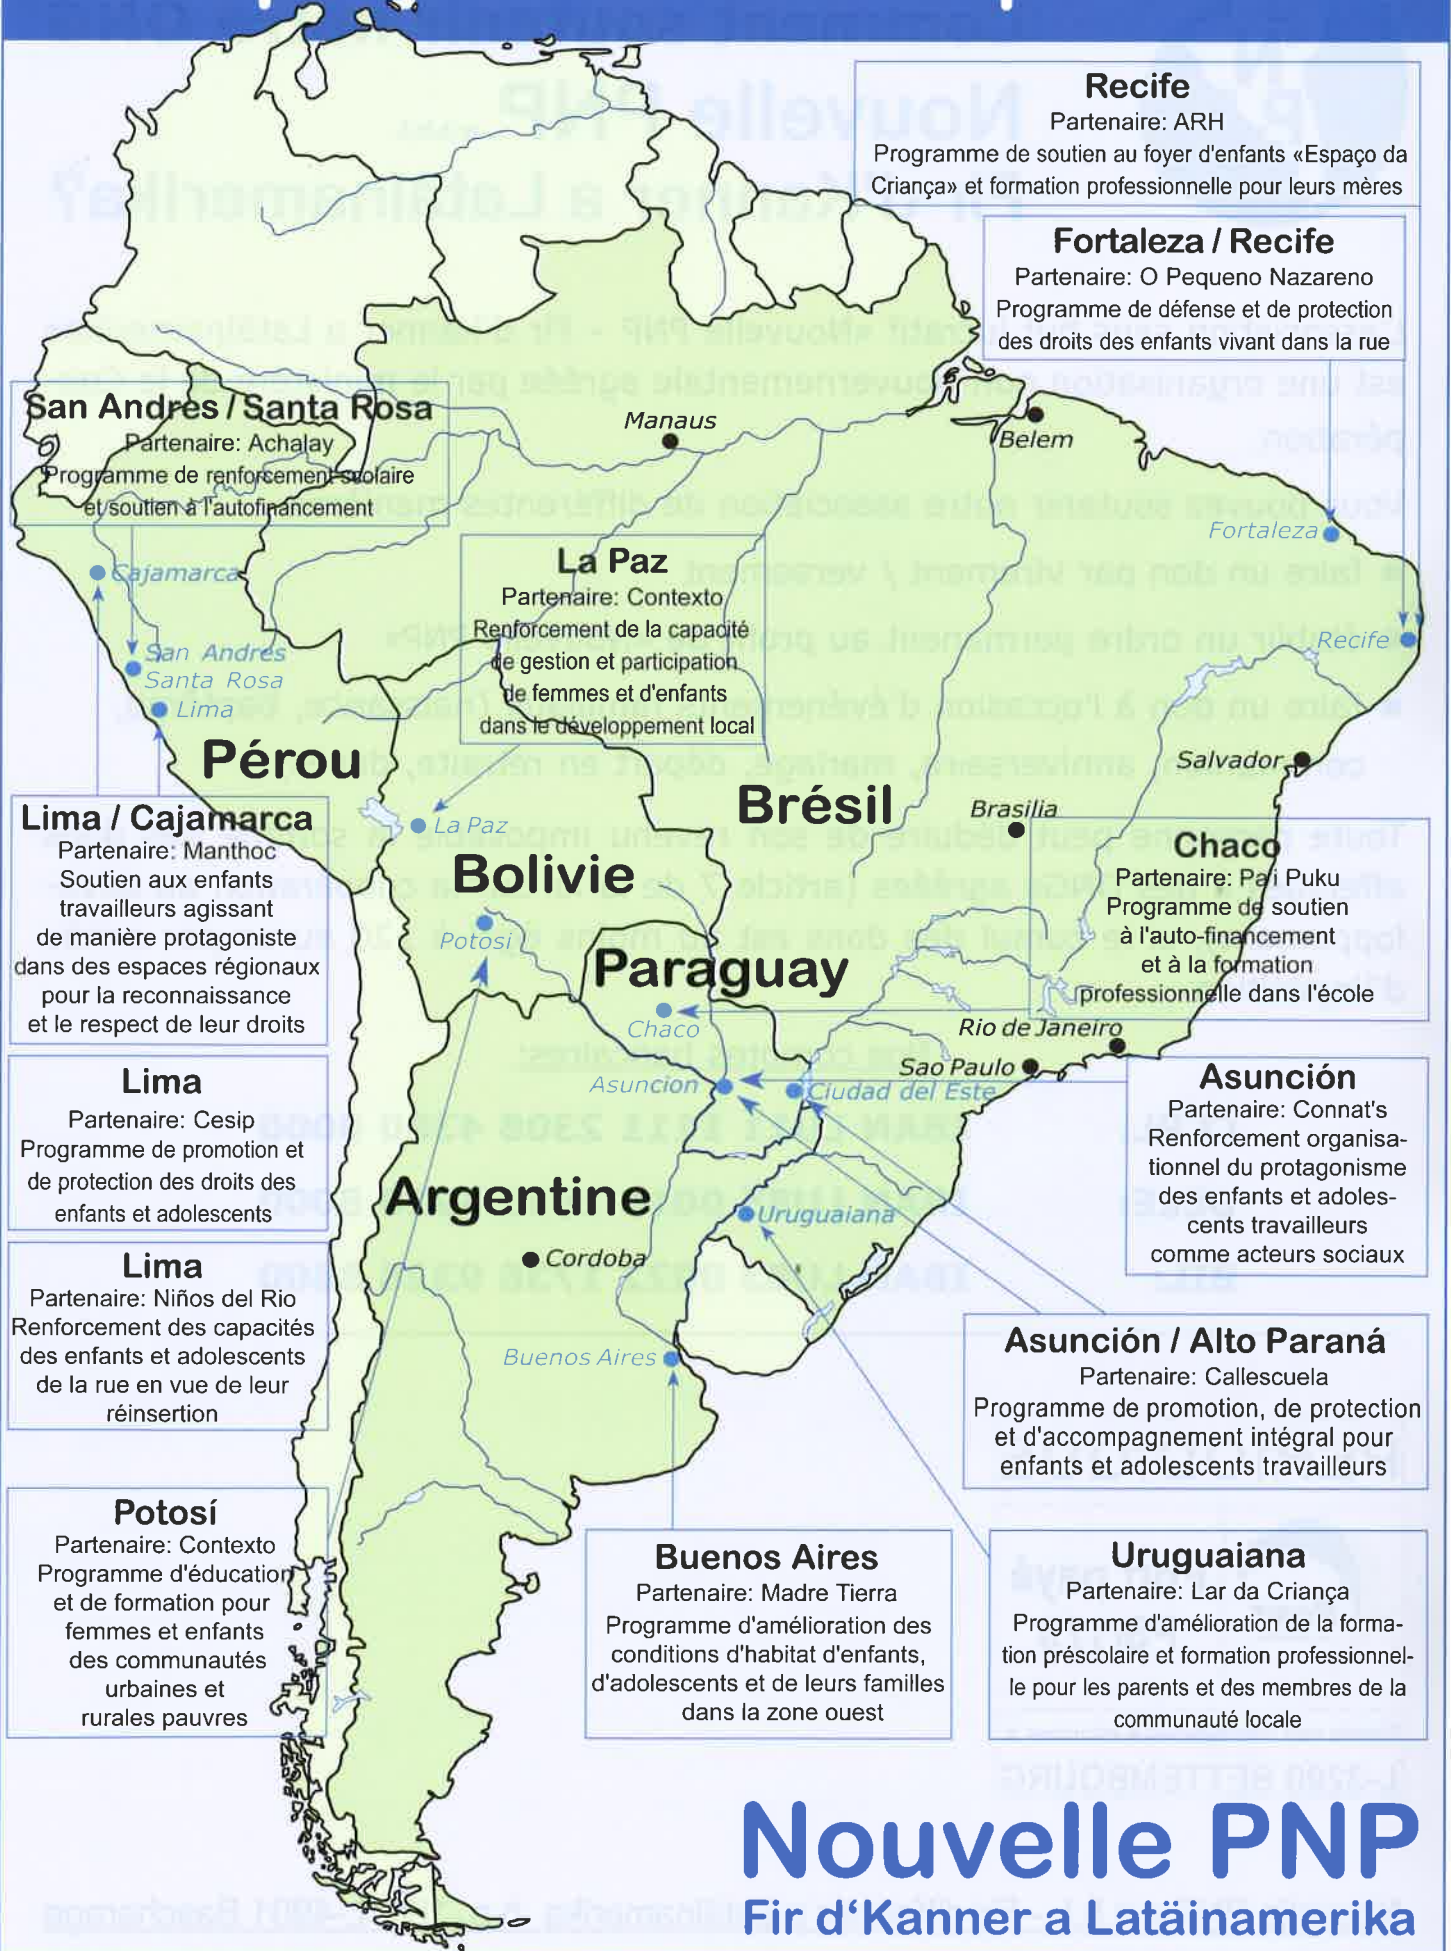 Recife
Partenaire: ARH
Programme de soutien au foyer d'enfants «Espaço da
Criança» et formation professionnelle pour leurs mères
Fortaleza / Recife
Partenaire: O Pequeno Nazareno
Programme de défense et de protection
des droits des enfants vivant dans la rue
San Andrés / Santa Rosa
Partenaire: Achalay
Programme de renforcement scolaire
et soutien à l'autofinancement
Manaus
Belem
Fortaleza
Recife
La Paz
Partenaire: Contexto
Renforcement de la capacité
de gestion et participation
de femmes et d'enfants
dans le développement local
Cajamarca
San Andrés
Santa Rosa
Lima
Pérou
Salvador
Brésil
Brasilia
La Paz
Bolivie
Potosi
Paraguay
Lima / Cajamarca
Partenaire: Manthoc
Soutien aux enfants
travailleurs agissant
de manière protagoniste
dans des espaces régionaux
pour la reconnaissance
et le respect de leur droits
Chaco
Partenaire: Pa'i Puku
Programme de soutien
à l'auto-financement
et à la formation
professionnelle dans l'école
Chaco
Rio de Janeiro
Sao Paulo
Asuncion
Ciudad del Este
Lima
Partenaire: Cesip
Programme de promotion et
de protection des droits des
enfants et adolescents
Asunción
Partenaire: Connat's
Renforcement organisa-
tionnel du protagonisme
des enfants et adoles-
cents travailleurs
comme acteurs sociaux
Argentine
Uruguaiana
Cordoba
Lima
Partenaire: Niños del Rio
Renforcement des capacités
des enfants et adolescents
de la rue en vue de leur
réinsertion
Buenos Aires
Asunción / Alto Paraná
Partenaire: Callescuela
Programme de promotion, de protection
et d'accompagnement intégral pour
enfants et adolescents travailleurs
Potosí
Partenaire: Contexto
Programme d'éducation
et de formation pour
femmes et enfants
des communautés
urbaines et
rurales pauvres
Buenos Aires
Partenaire: Madre Tierra
Programme d'amélioration des
conditions d'habitat d'enfants,
d'adolescents et de leurs familles
dans la zone ouest
Uruguaiana
Partenaire: Lar da Criança
Programme d'amélioration de la forma-
tion préscolaire et formation professionnel-
le pour les parents et des membres de la
communauté locale
Nouvelle PNP
Fir d'Kanner a Latäinamerika